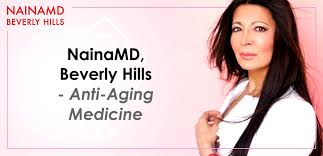 NAINAMD
BEVERLY HILLS
NainaMD,
Beverly Hills
- Anti-Aging
Medicine